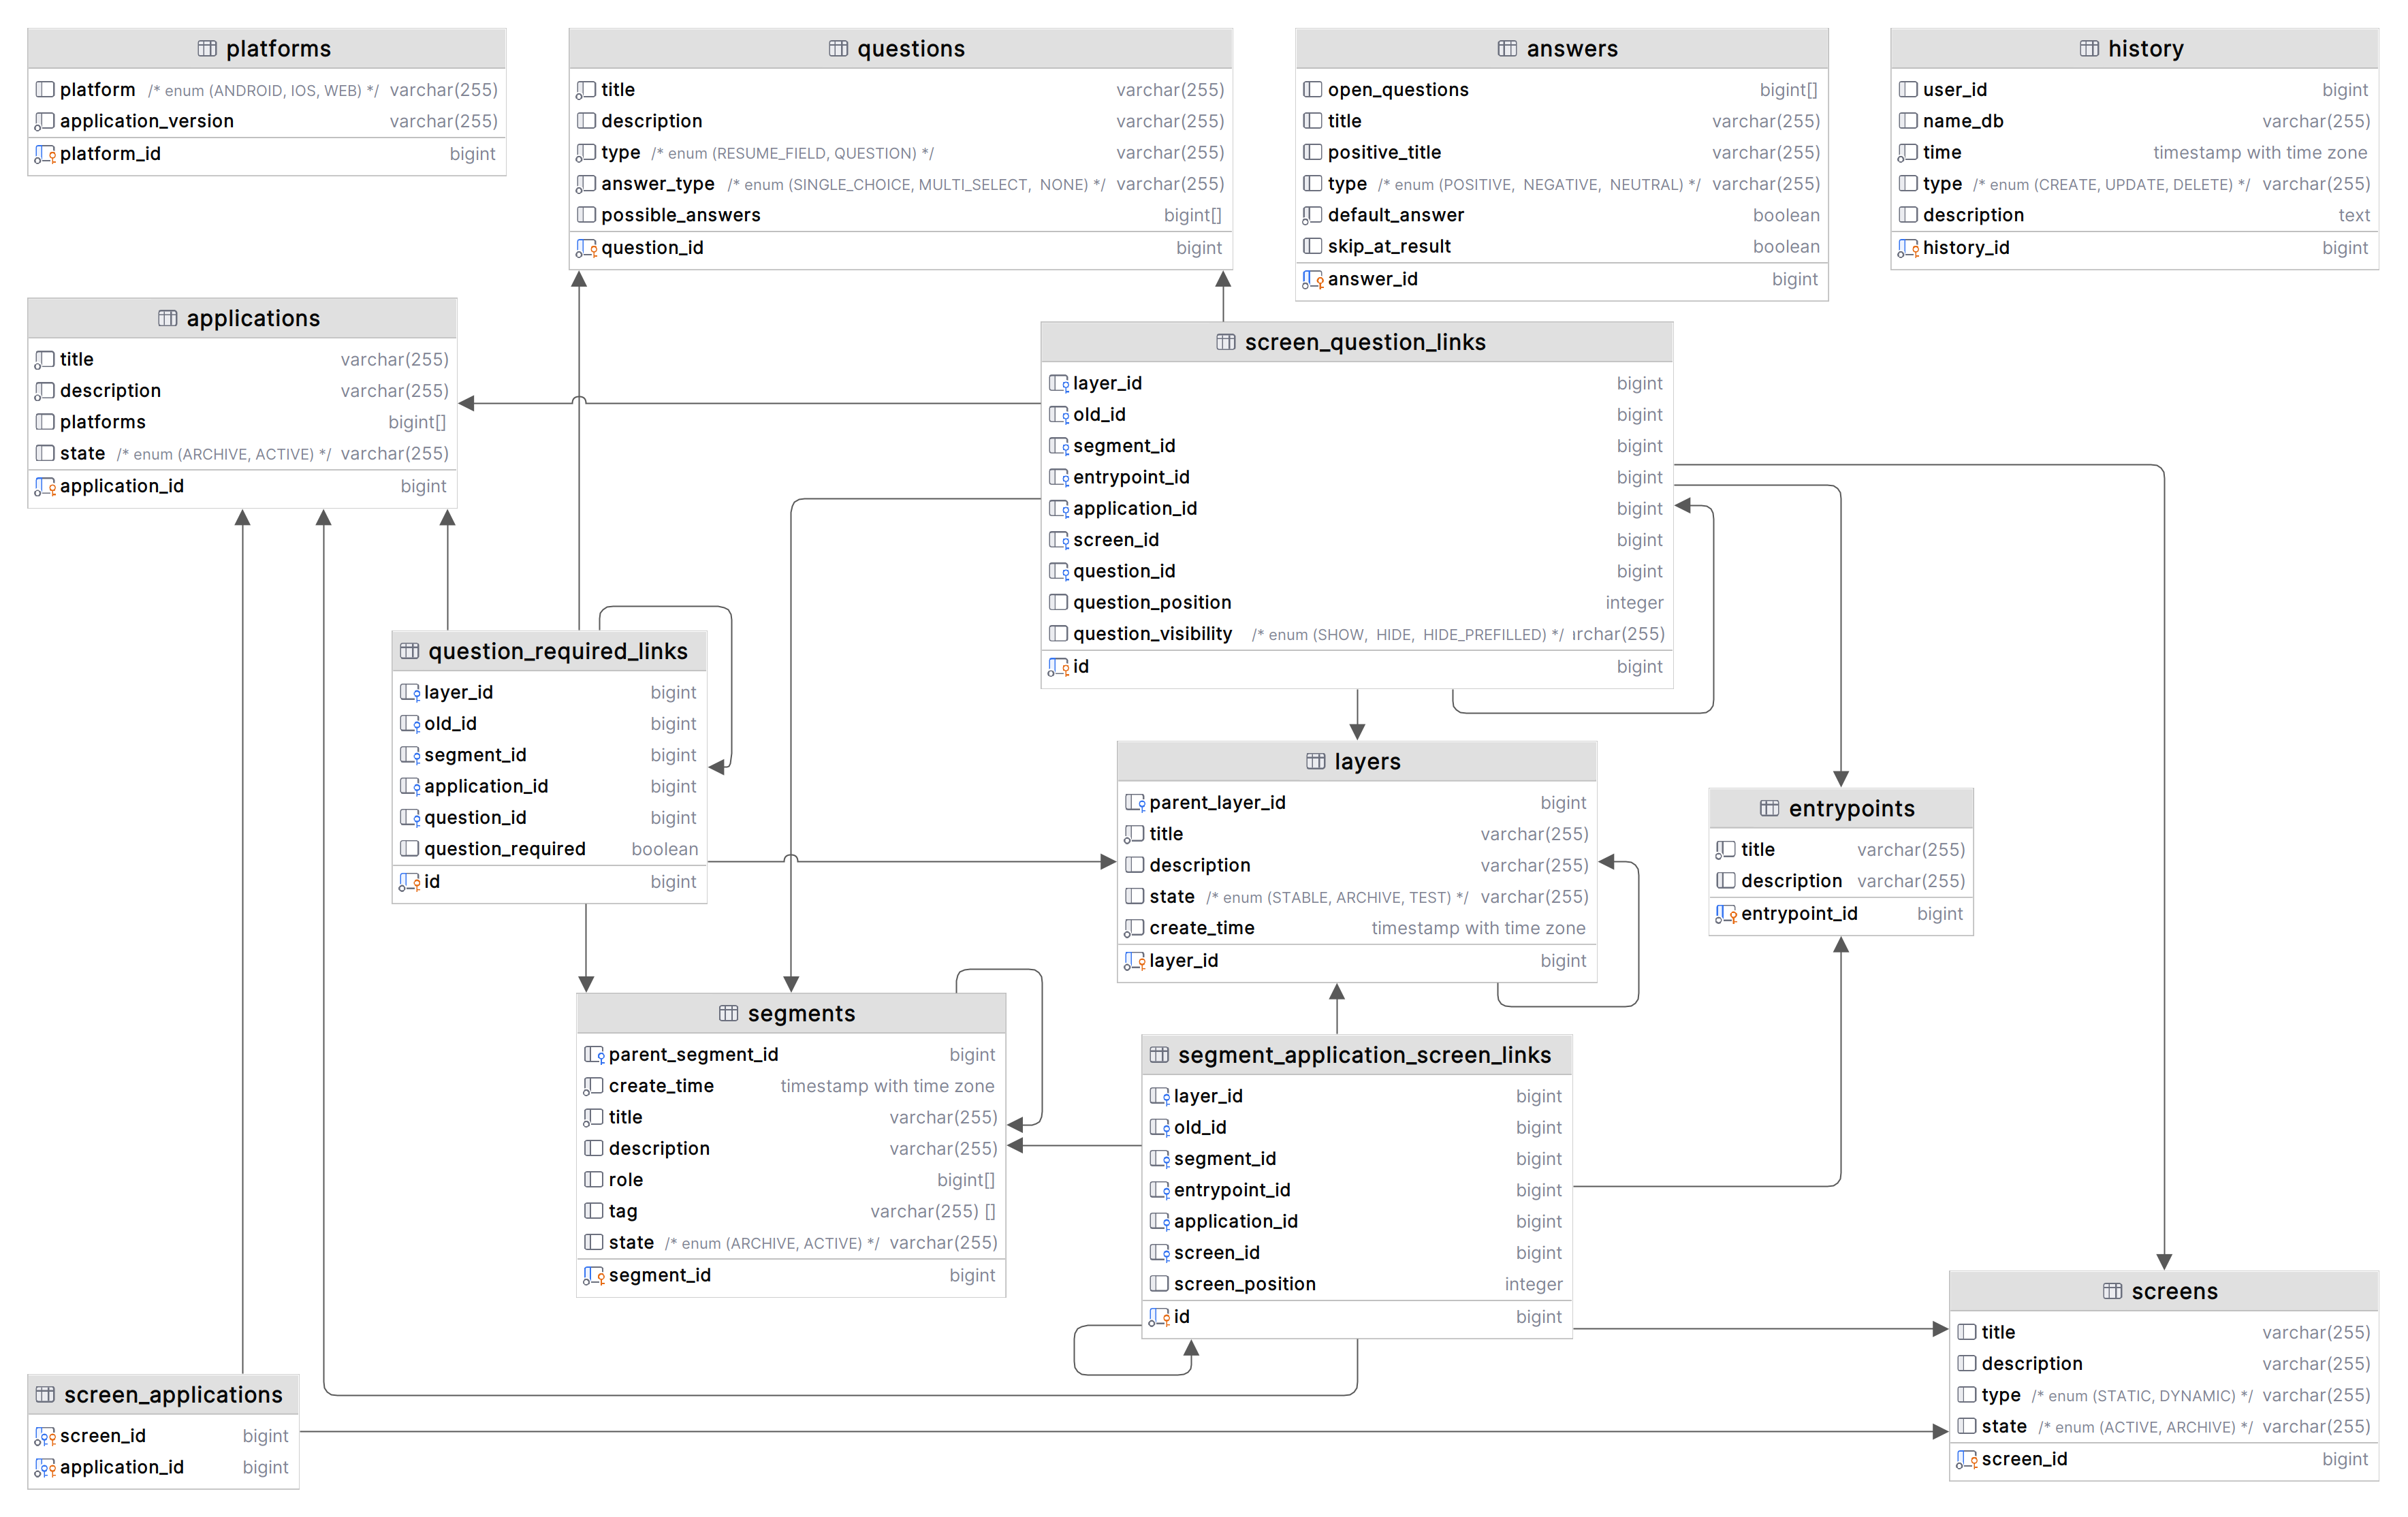 platforms
platform /* enum (ANDROID, IOS, WEB) */ varchar(255)
application_version varchar(255)
platform_id bigint
questions
title varchar(255)
description varchar(255)
type /* enum (RESUME_FIELD, QUESTION) */ varchar(255)
answer_type /* enum (SINGLE_CHOICE, MULTI_SELECT, NONE) */ varchar(255)
possible_answers bigint[]
question_id bigint
answers
open_questions bigint[]
title varchar(255)
positive_title varchar(255)
type /* enum (POSITIVE, NEGATIVE, NEUTRAL) */ varchar(255)
default_answer boolean
skip_at_result boolean
answer_id bigint
history
user_id bigint
name_db varchar(255)
time timestamp with time zone
type /* enum (CREATE, UPDATE, DELETE) */ varchar(255)
description text
history_id bigint
applications
title varchar(255)
description varchar(255)
platforms bigint[]
state /* enum (ARCHIVE, ACTIVE) */ varchar(255)
application_id bigint
screen_question_links
layer_id bigint
old_id bigint
segment_id bigint
entrypoint_id bigint
application_id bigint
screen_id bigint
question_id bigint
question_position integer
question_visibility /* enum (SHOW, HIDE, HIDE_PREFILLED) */ ırchar(255)
id bigint
question_required_links
layer_id bigint
old_id bigint
segment_id bigint
application_id bigint
question_id bigint
question_required boolean
id bigint
layers
parent_layer_id bigint
title varchar(255)
description varchar(255)
state /* enum (STABLE, ARCHIVE, TEST) */ varchar(255)
create_time timestamp with time zone
layer_id bigint
entrypoints
title varchar(255)
description varchar(255)
entrypoint_id bigint
segments
parent_segment_id bigint
create_time timestamp with time zone
title varchar(255)
description varchar(255)
role bigint[]
tag varchar(255) []
state /* enum (ARCHIVE, ACTIVE) */ varchar(255)
segment_id bigint
segment_application_screen_links
layer_id bigint
old_id bigint
segment_id bigint
entrypoint_id bigint
application_id bigint
screen_id bigint
screen_position integer
id bigint
screens
title varchar(255)
description varchar(255)
type /* enum (STATIC, DYNAMIC) */ varchar(255)
state /* enum (ACTIVE, ARCHIVE) */ varchar(255)
screen_id bigint
screen_applications
screen_id bigint
application_id bigint